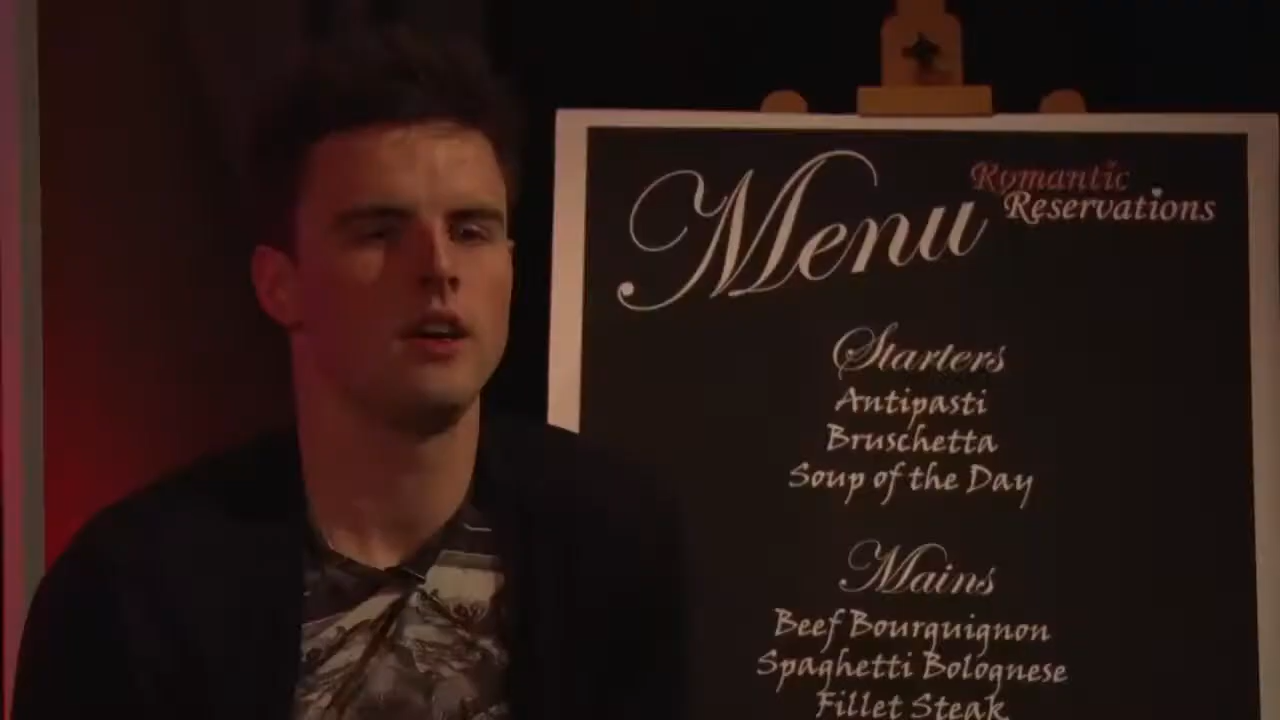 Menu
Romantic
Reservations
Starters
Antipasti
Bruschetta
Soup of the Day
Mains
Beef Bourguignon
Spaghetti Bolognese
Fillet Steak